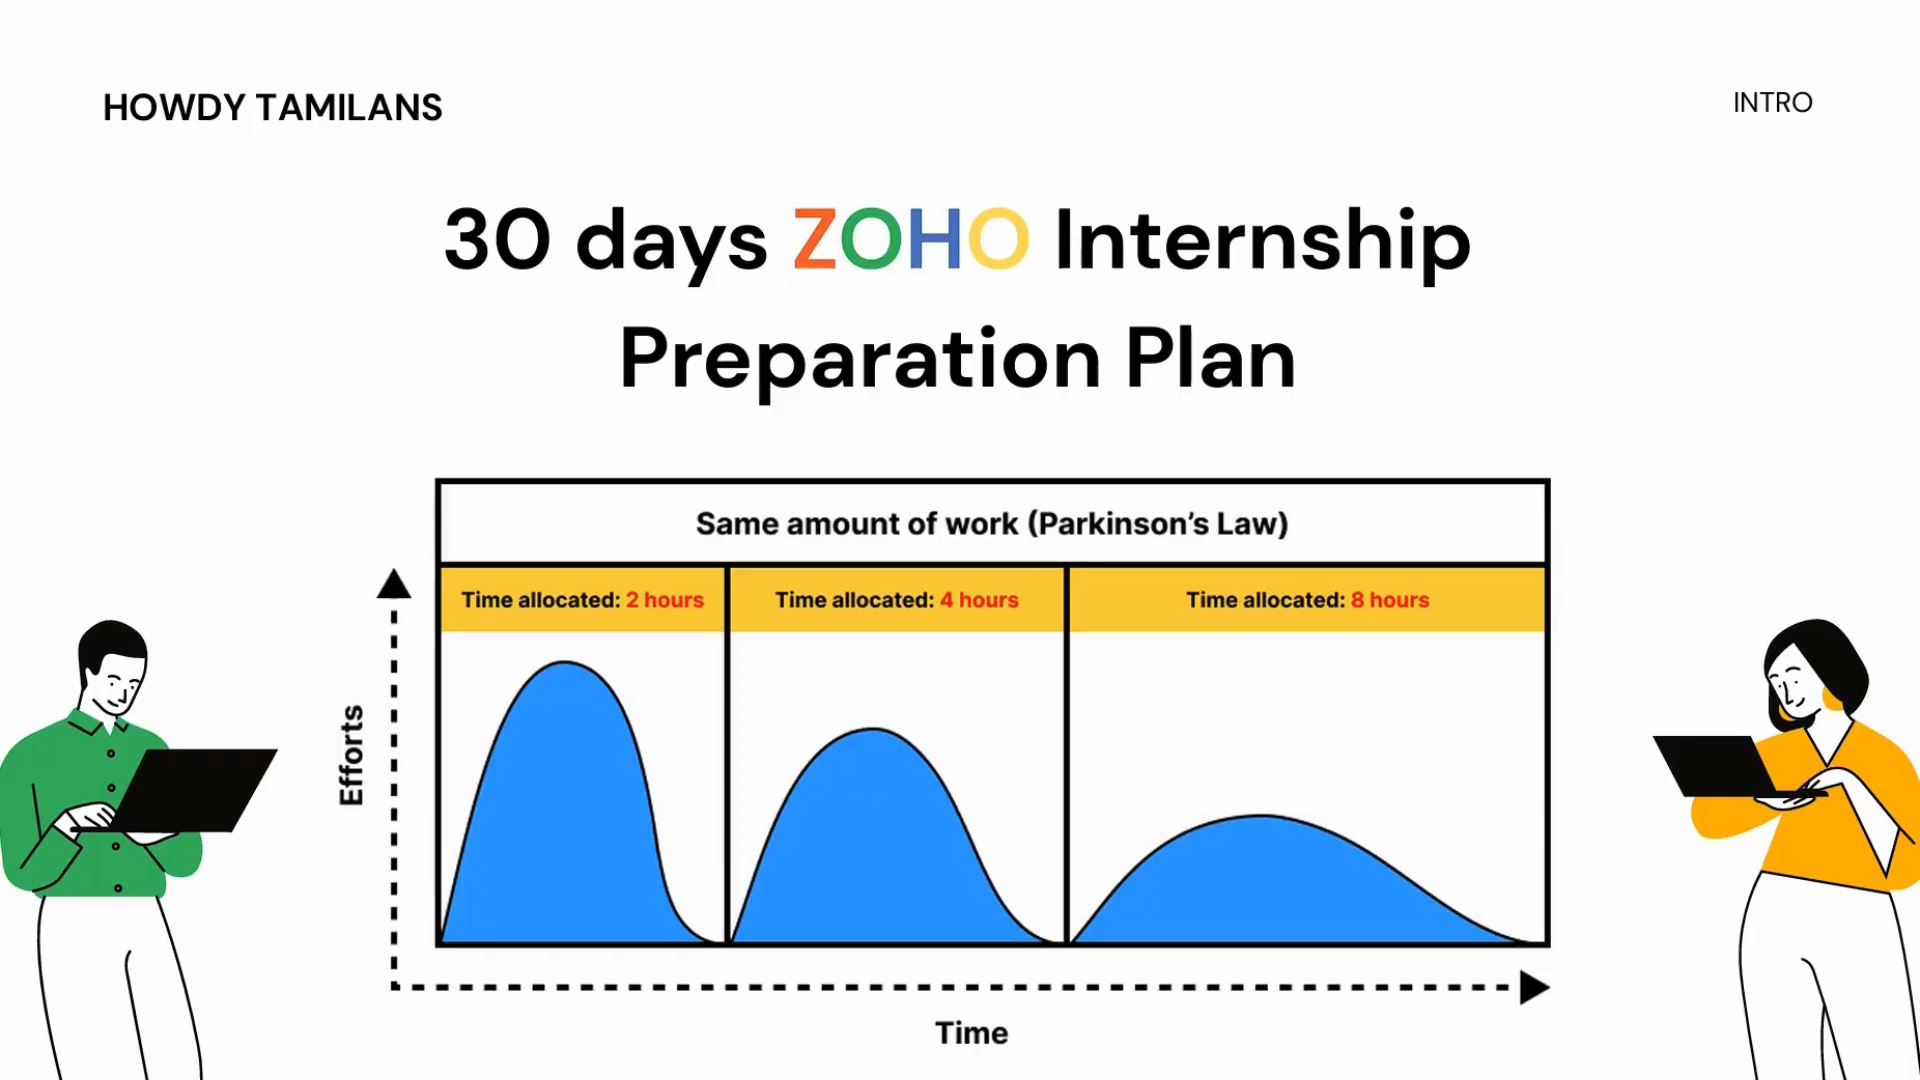 HOWDY TAMILANS
INTRO
30 days ZOHO Internship
Preparation Plan
Same amount of work (Parkinson’s Law)
Time allocated: 2 hours
Time allocated: 4 hours
Time allocated: 8 hours
Efforts
Time